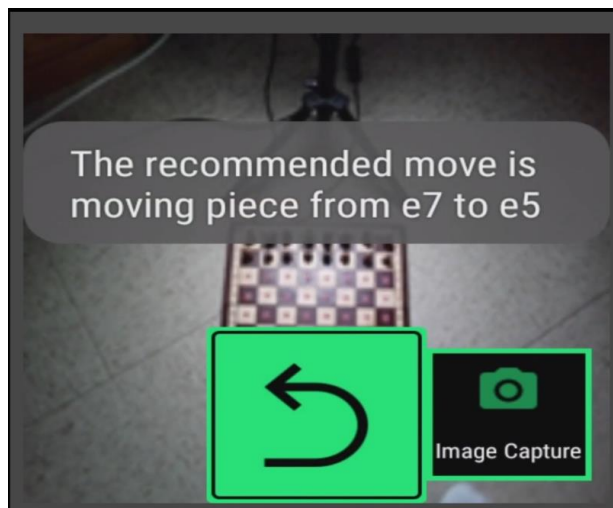 The recommended move is
moving piece from e7 to e5
Image Capture